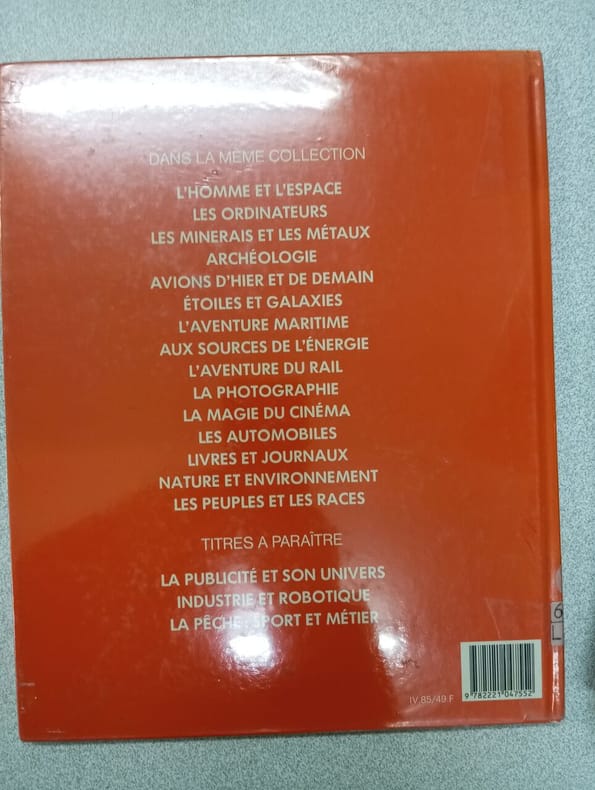 DANS LA MÊME COLLECTION
L'HOMME ET L'ESPACE
LES ORDINATEURS
LES MINERAIS ET LES MÉTAUX
ARCHÉOLOGIE
AVIONS D'HIER ET DE DEMAIN
ÉTOILES ET GALAXIES
L'AVENTURE MARITIME
AUX SOURCES DE L'ÉNERGIE
L'AVENTURE DU RAIL
LA PHOTOGRAPHIE
LA MAGIE DU CINÉMA
LES AUTOMOBILES
LIVRES ET JOURNAUX
NATURE ET ENVIRONNEMENT
LES PEUPLES ET LES RACES
TITRES A PARAÎTRE
LA PUBLICITÉ ET SON UNIVERS
INDUSTRIE ET ROBOTIQUE
LA PÊCHE : SPORT ET MÉTIER
6
L
IV.85/49 F
9 782221 047552